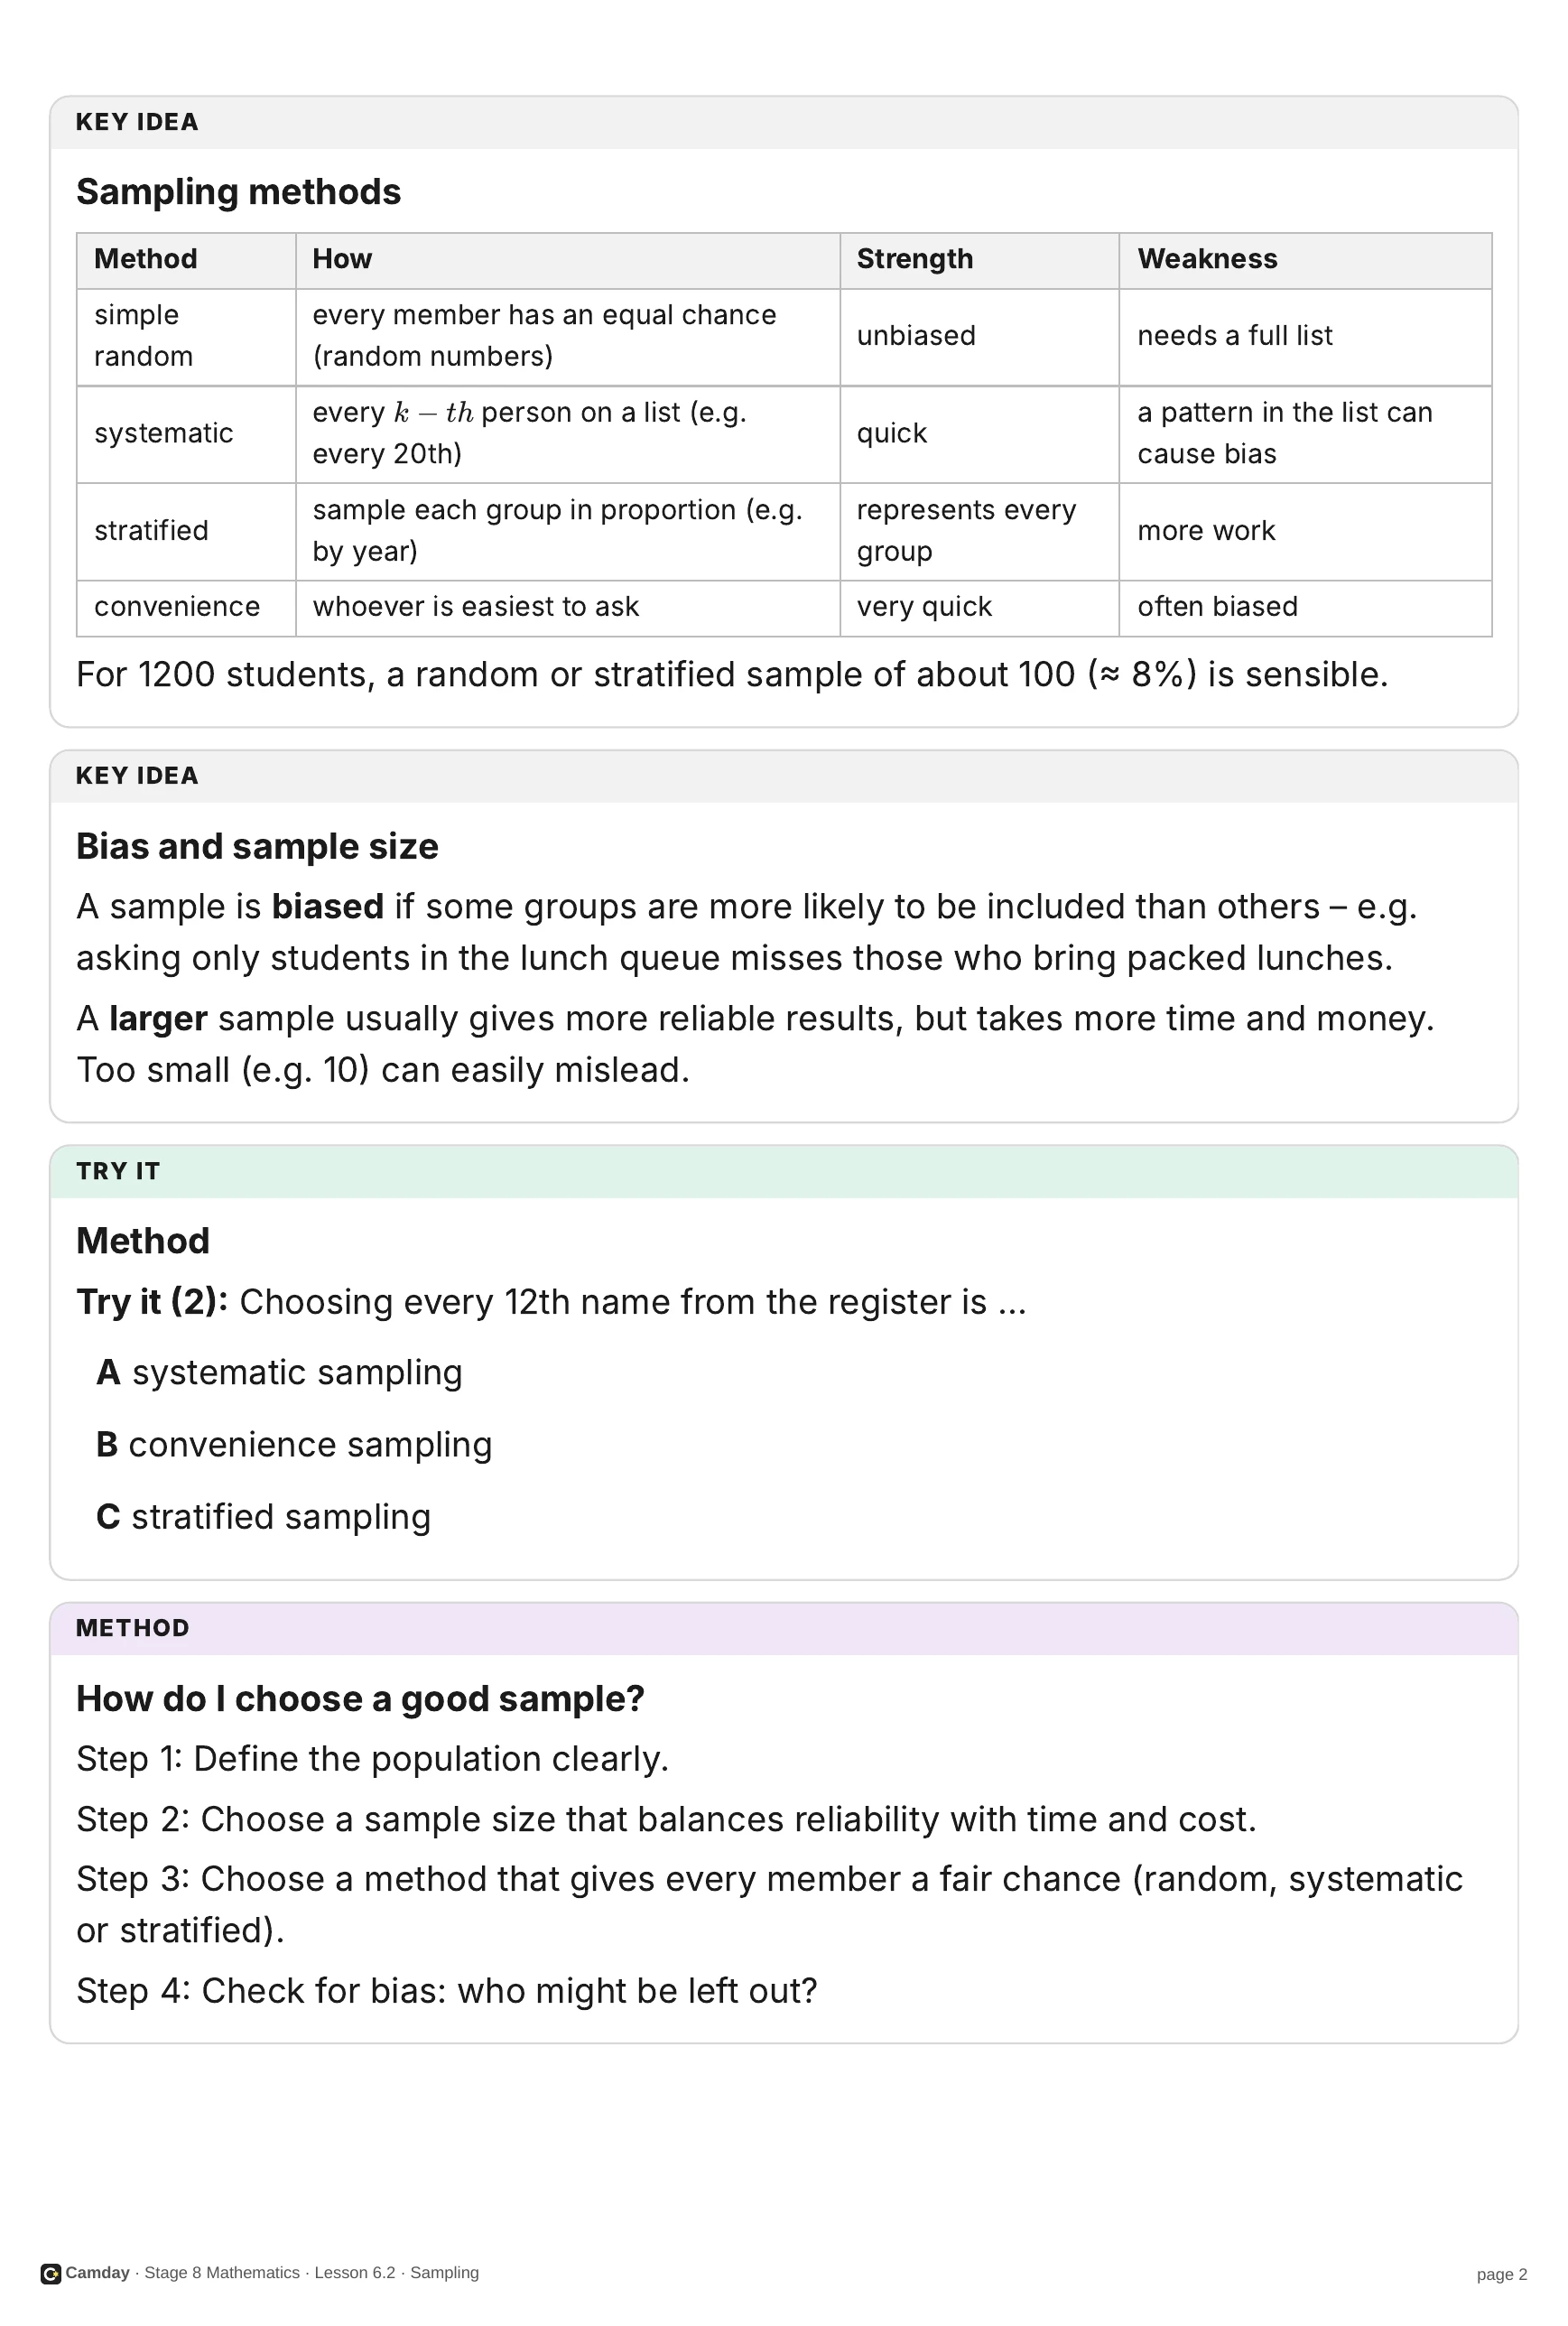 KEY IDEA
Sampling methods
Method How Strength Weakness
simple random every member has an equal chance (random numbers) unbiased needs a full list
systematic every k − th person on a list (e.g. every 20th) quick a pattern in the list can cause bias
stratified sample each group in proportion (e.g. by year) represents every group more work
convenience whoever is easiest to ask very quick often biased
For 1200 students, a random or stratified sample of about 100 (≈ 8%) is sensible.
KEY IDEA
Bias and sample size
A sample is biased if some groups are more likely to be included than others – e.g.
asking only students in the lunch queue misses those who bring packed lunches.
A larger sample usually gives more reliable results, but takes more time and money.
Too small (e.g. 10) can easily mislead.
TRY IT
Method
Try it (2): Choosing every 12th name from the register is ...
A systematic sampling
B convenience sampling
C stratified sampling
METHOD
How do I choose a good sample?
Step 1: Define the population clearly.
Step 2: Choose a sample size that balances reliability with time and cost.
Step 3: Choose a method that gives every member a fair chance (random, systematic
or stratified).
Step 4: Check for bias: who might be left out?
Camday · Stage 8 Mathematics · Lesson 6.2 · Sampling
page 2